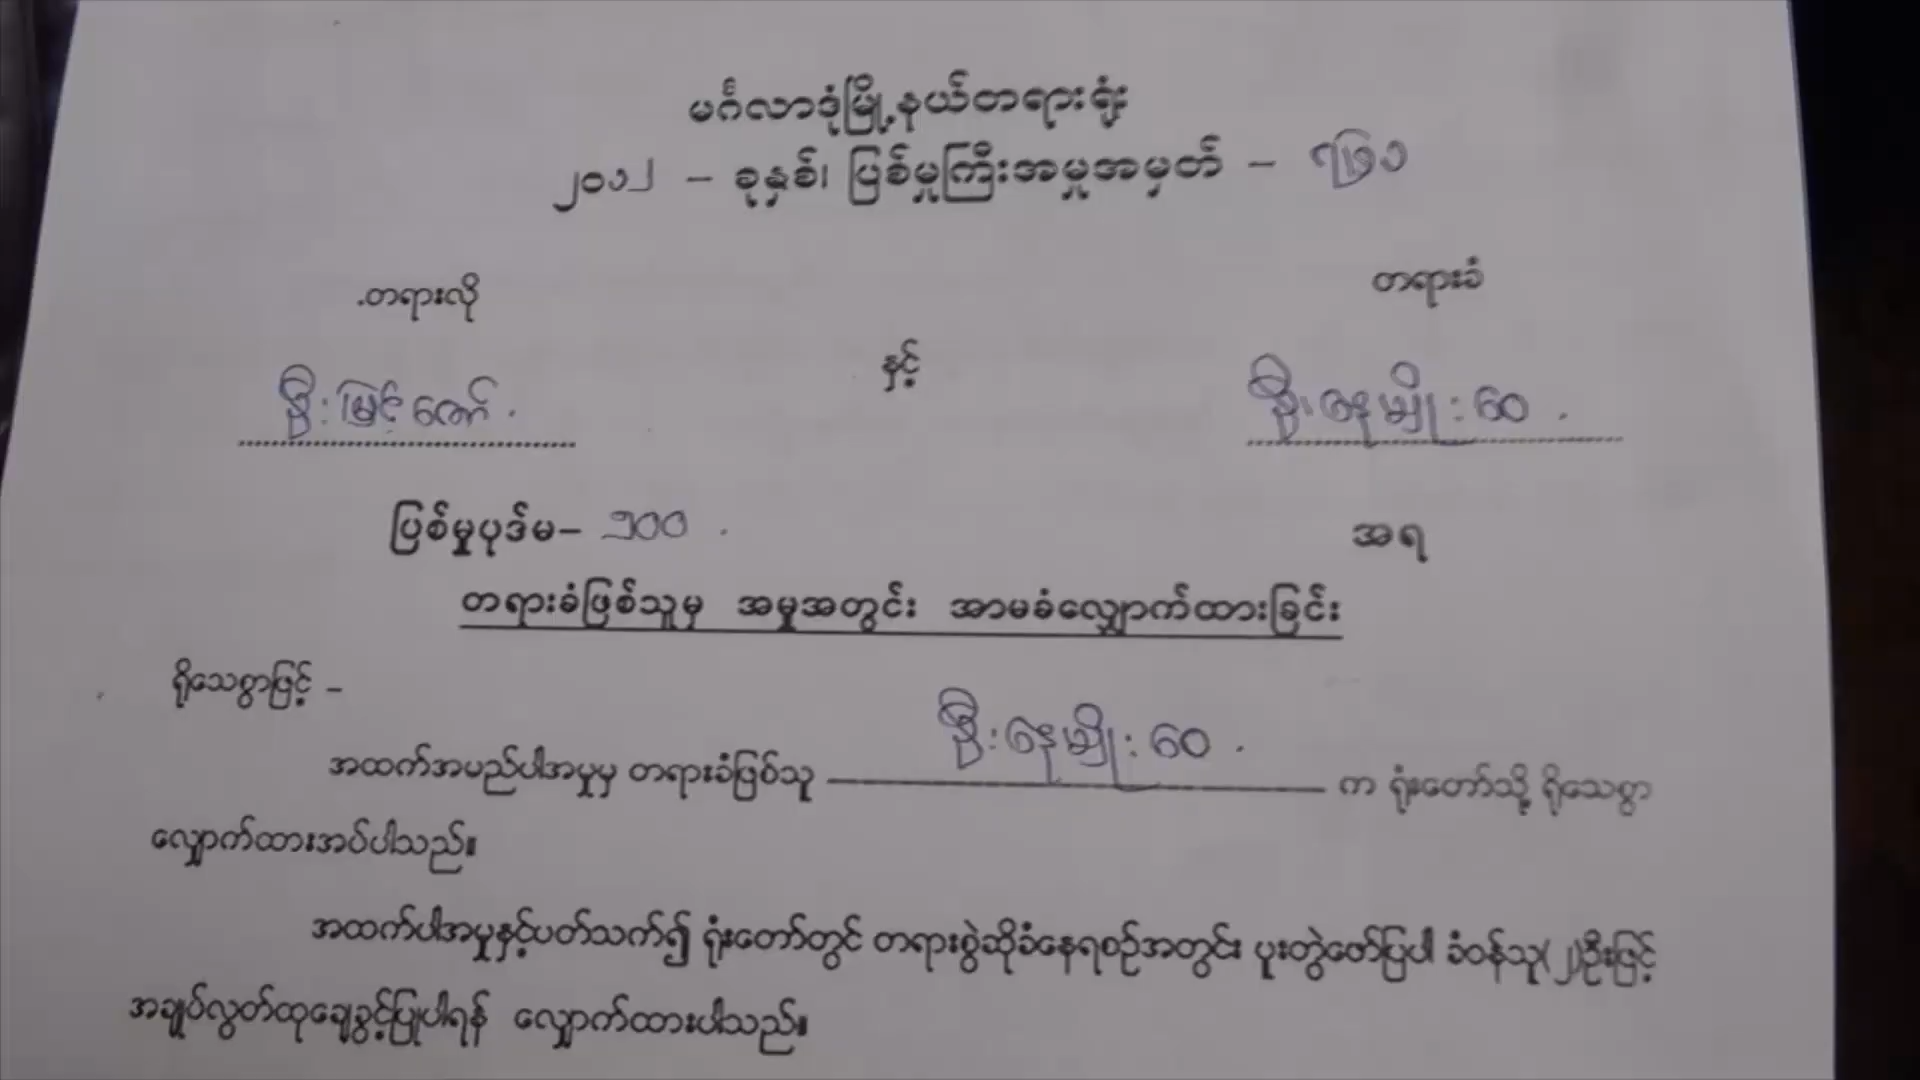 မင်္ဂလာဒုံမြို့နယ်တရားရုံး
၂၀၁၂ - ခုနှစ်၊ ပြစ်မှုကြီးအမှုအမှတ် -
တရားလို တရားခံ
နှင့်
ဦးမြင့်ဇော် ဦးနေမျိုးဝေ
ပြစ်မှုပုဒ်မ- ၅၀၀ အရ
တရားခံဖြစ်သူမှ အမှုအတွင်း အာမခံလျှောက်ထားခြင်း
ရိုသေစွာဖြင့် -
အထက်အမည်ပါအမှုမှ တရားခံဖြစ်သူ ဦးနေမျိုးဝေ က ရုံးတော်သို့ ရိုသေစွာ
လျှောက်ထားအပ်ပါသည်။
အထက်ပါအမှုနှင့်ပတ်သက်၍ ရုံးတော်တွင် တရားစွဲဆိုခံနေရစဉ်အတွင်း ပူးတွဲဖော်ပြပါ ခံဝန်သူ(၂)ဦးဖြင့်
အချုပ်လွတ်ထုချေခွင့်ပြုပါရန် လျှောက်ထားပါသည်။